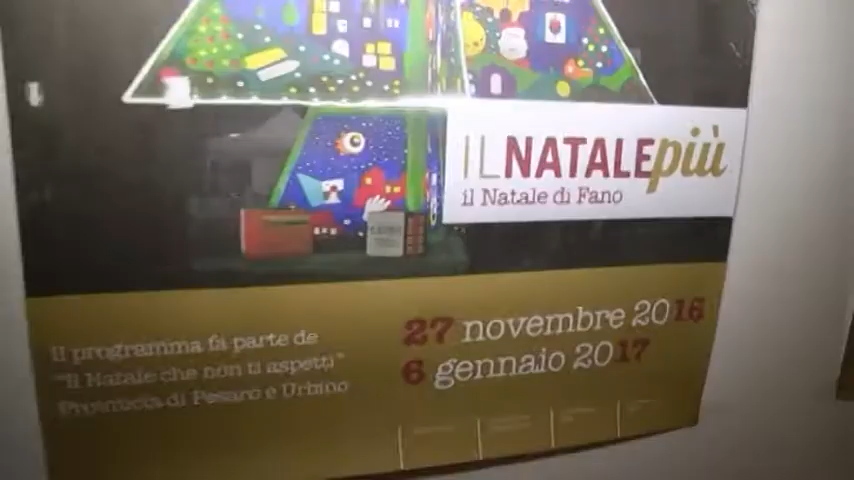 IL NATALE più
il Natale di Fano
27 novembre 2016
6 gennaio 2017
Il programma fa parte de
"Il Natale che non ti aspetti"
Provincia di Pesaro e Urbino